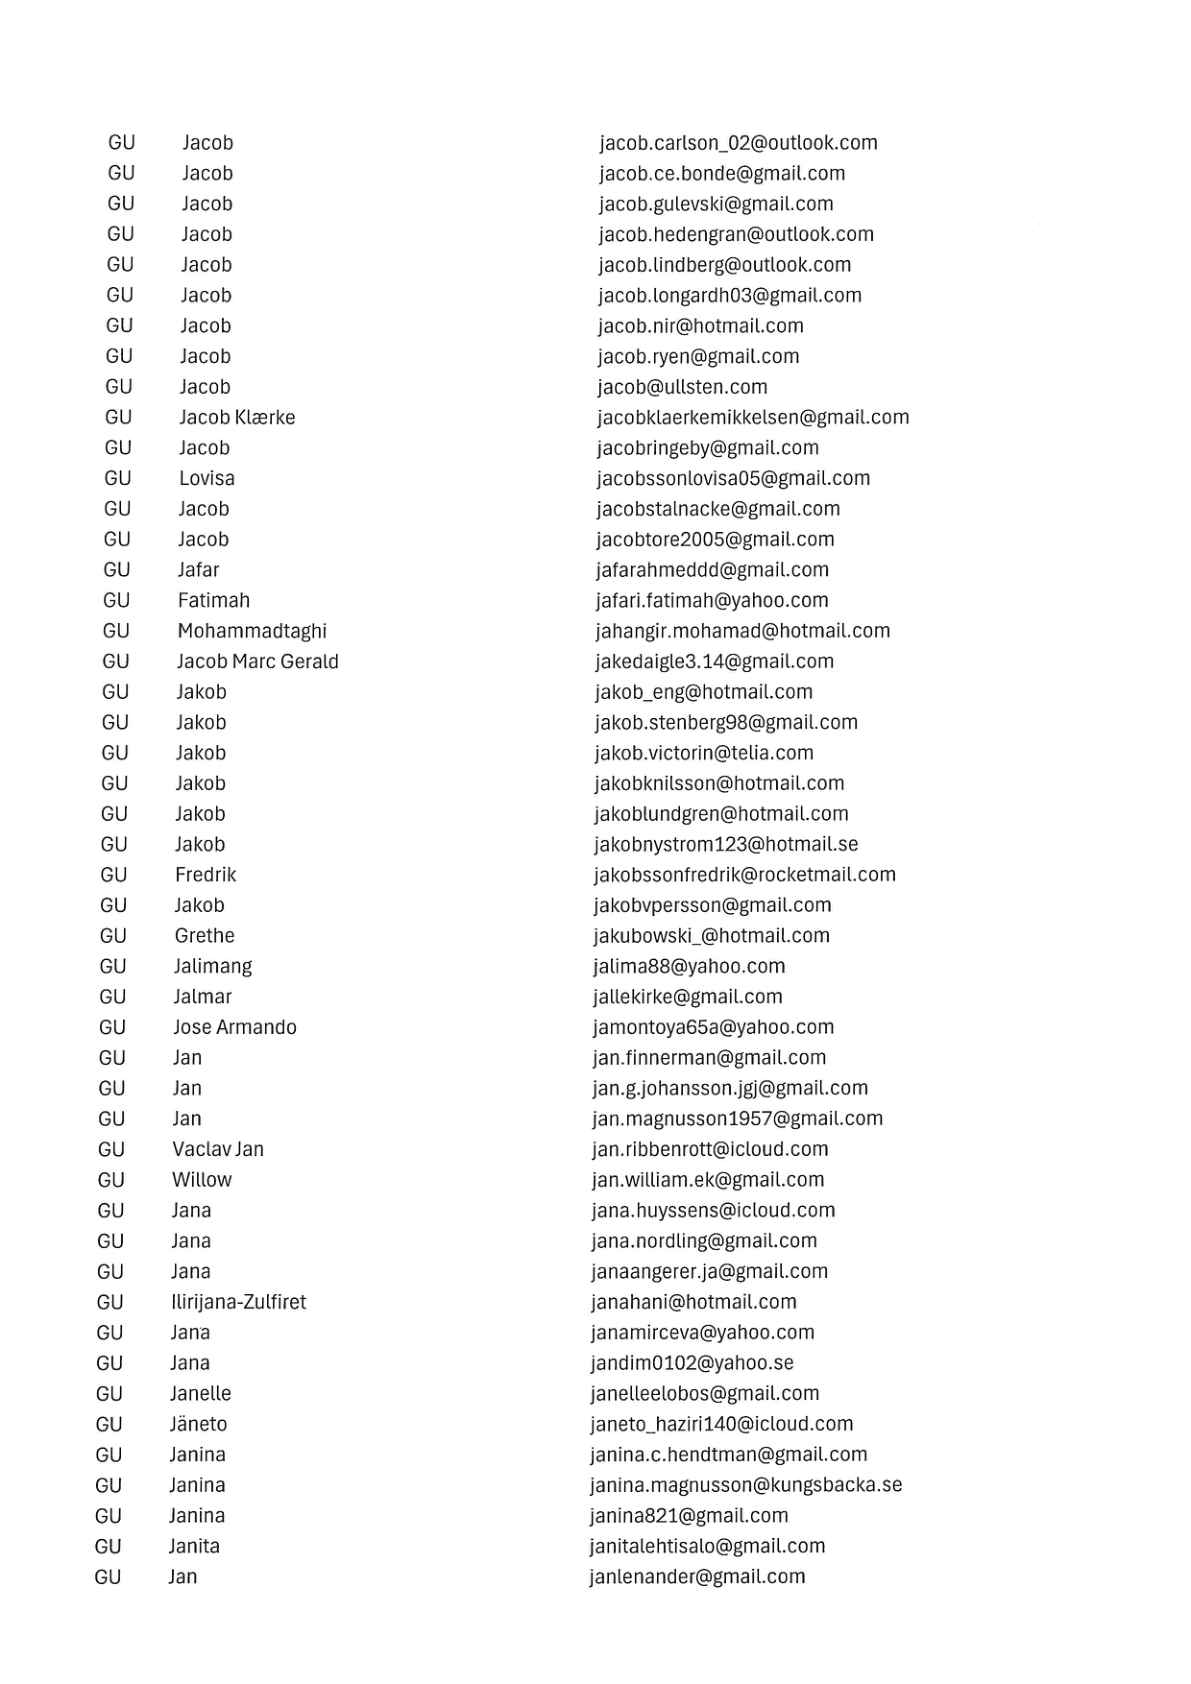 GU Jacob jacob.carlson_02@outlook.com
GU Jacob jacob.ce.bonde@gmail.com
GU Jacob jacob.gulevski@gmail.com
GU Jacob jacob.hedengran@outlook.com
GU Jacob jacob.lindberg@outlook.com
GU Jacob jacob.longardh03@gmail.com
GU Jacob jacob.nir@hotmail.com
GU Jacob jacob.ryen@gmail.com
GU Jacob jacob@ullsten.com
GU Jacob Klærke jacobklaerkemikkelsen@gmail.com
GU Jacob jacobringeby@gmail.com
GU Lovisa jacobssonlovisa05@gmail.com
GU Jacob jacobstalnacke@gmail.com
GU Jacob jacobtore2005@gmail.com
GU Jafar jafarahmeddd@gmail.com
GU Fatimah jafari.fatimah@yahoo.com
GU Mohammadtaghi jahangir.mohamad@hotmail.com
GU Jacob Marc Gerald jakedaigle3.14@gmail.com
GU Jakob jakob_eng@hotmail.com
GU Jakob jakob.stenberg98@gmail.com
GU Jakob jakob.victorin@telia.com
GU Jakob jakobknilsson@hotmail.com
GU Jakob jakoblundgren@hotmail.com
GU Jakob jakobnystrom123@hotmail.se
GU Fredrik jakobssonfredrik@rocketmail.com
GU Jakob jakobvpersson@gmail.com
GU Grethe jakubowski_@hotmail.com
GU Jalimang jalima88@yahoo.com
GU Jalmar jallekirke@gmail.com
GU Jose Armando jamontoya65a@yahoo.com
GU Jan jan.finnerman@gmail.com
GU Jan jan.g.johansson.jgj@gmail.com
GU Jan jan.magnusson1957@gmail.com
GU Vaclav Jan jan.ribbenrott@icloud.com
GU Willow jan.william.ek@gmail.com
GU Jana jana.huyssens@icloud.com
GU Jana jana.nordling@gmail.com
GU Jana janaangerer.ja@gmail.com
GU Ilirijana-Zulfiret janahani@hotmail.com
GU Jana janamirceva@yahoo.com
GU Jana jandim0102@yahoo.se
GU Janelle janelleelobos@gmail.com
GU Jäneto janeto_haziri140@icloud.com
GU Janina janina.c.hendtman@gmail.com
GU Janina janina.magnusson@kungsbacka.se
GU Janina janina821@gmail.com
GU Janita janitalehtisalo@gmail.com
GU Jan janlenander@gmail.com